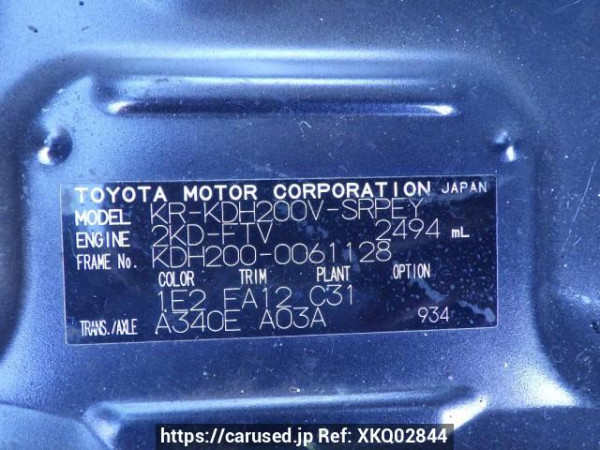 TOYOTA MOTOR CORPORATION JAPAN
MODEL KR-KDH200V-SRPEY
ENGINE 2KD-FTV 2494 mL
FRAME No. KDH200-0061128
COLOR TRIM PLANT OPTION
1E2 FA12 C31
TRANS./AXLE A340E A03A 934
https://carused.jp Ref: XKQ02844